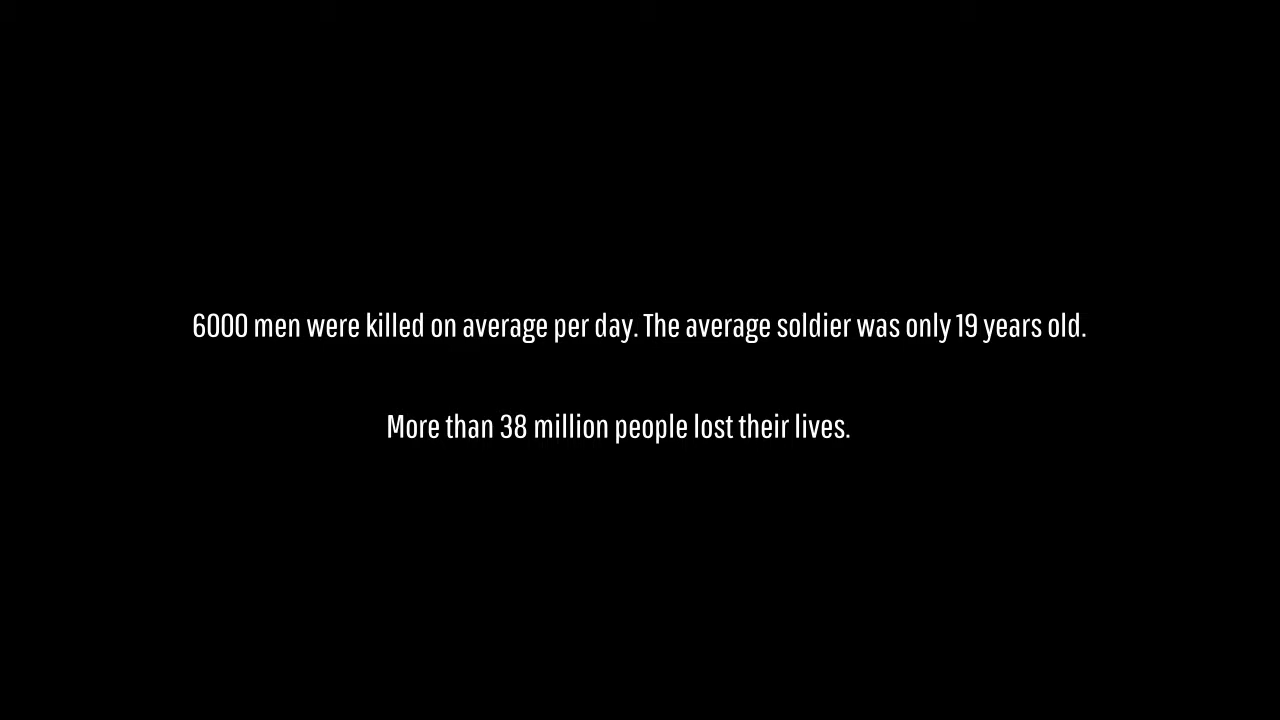 6000 men were killed on average per day. The average soldier was only 19 years old.
More than 38 million people lost their lives.